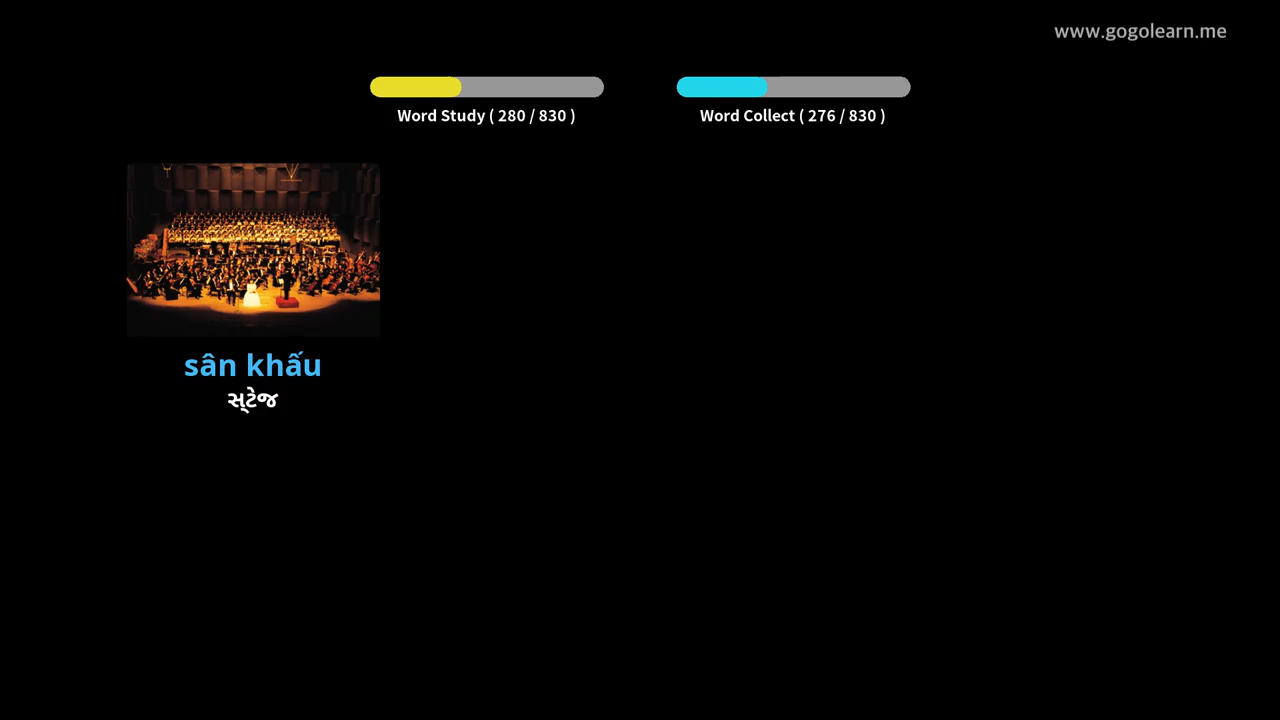 www.gogolearn.me
Word Study ( 280 / 830 )
Word Collect ( 276 / 830 )
sân khấu
સ્ટેજ